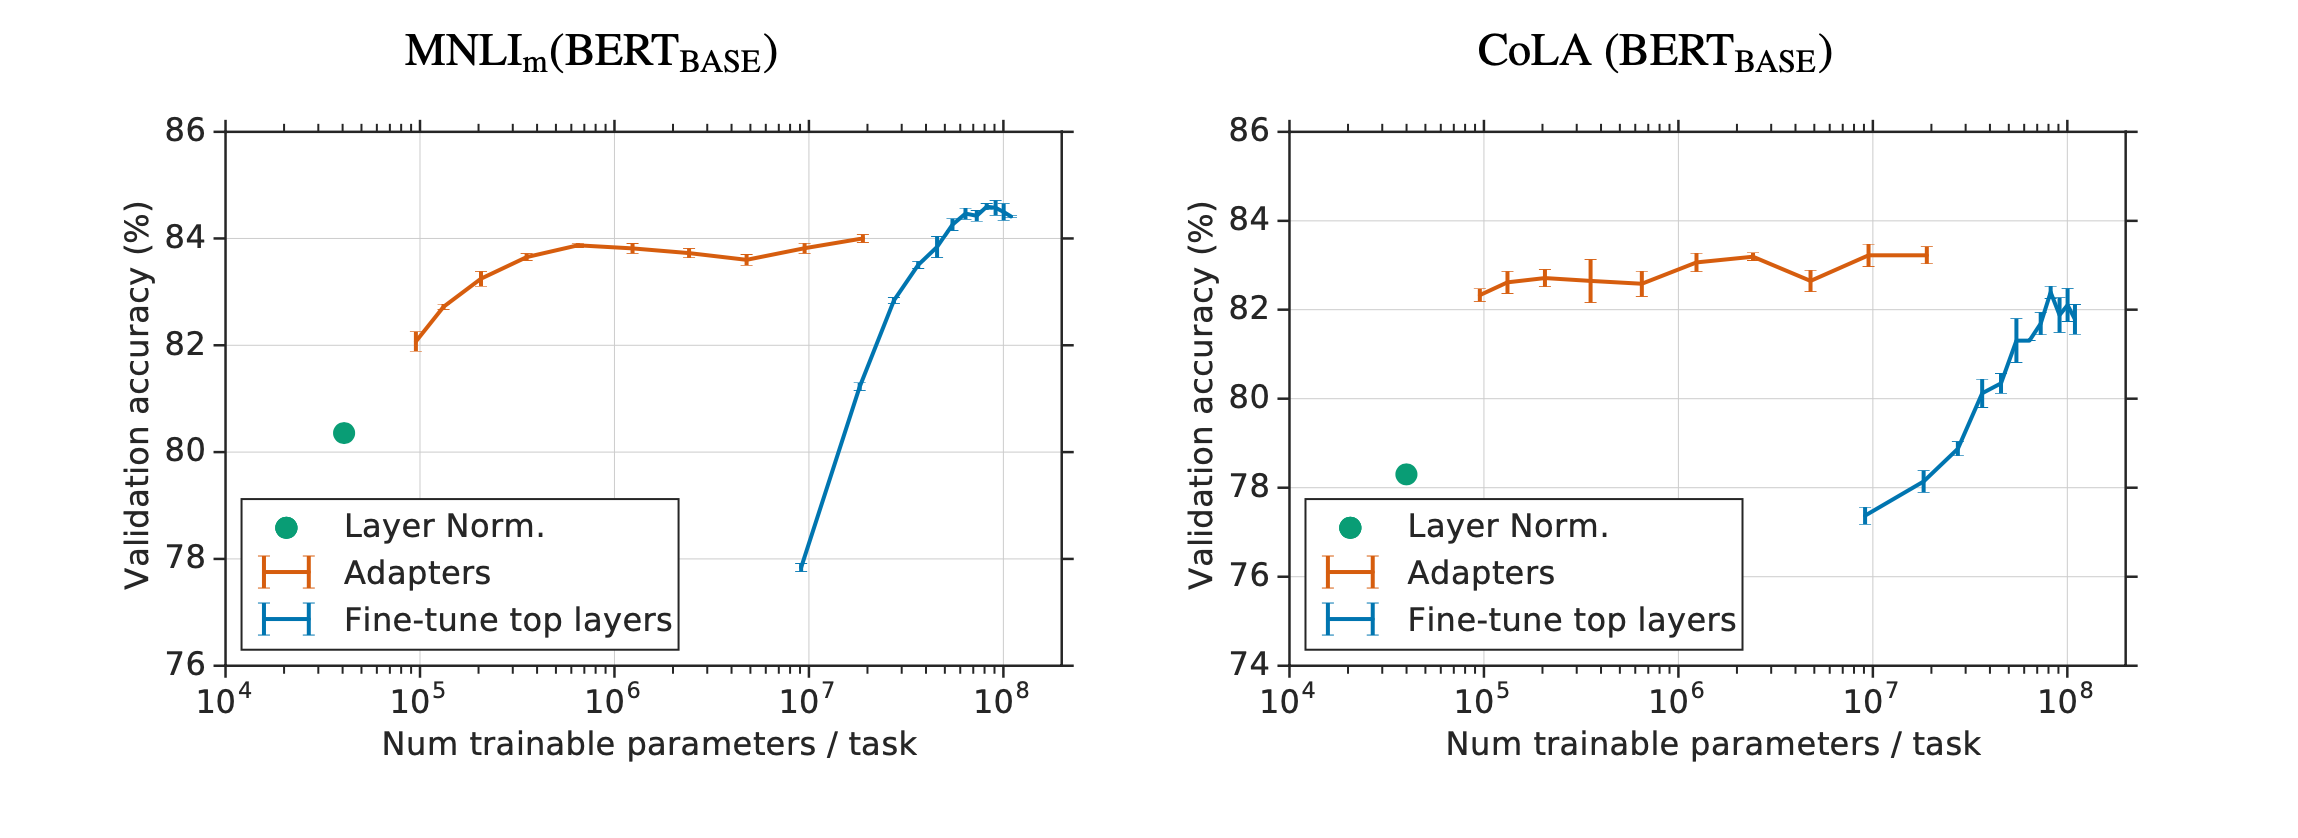 MNLIm(BERTBASE)
86
84
82
80
78
76
Validation accuracy (%)
Layer Norm.
Adapters
Fine-tune top layers
10^4
10^5
10^6
10^7
10^8
Num trainable parameters / task
CoLA (BERTBASE)
86
84
82
80
78
76
74
Validation accuracy (%)
Layer Norm.
Adapters
Fine-tune top layers
10^4
10^5
10^6
10^7
10^8
Num trainable parameters / task